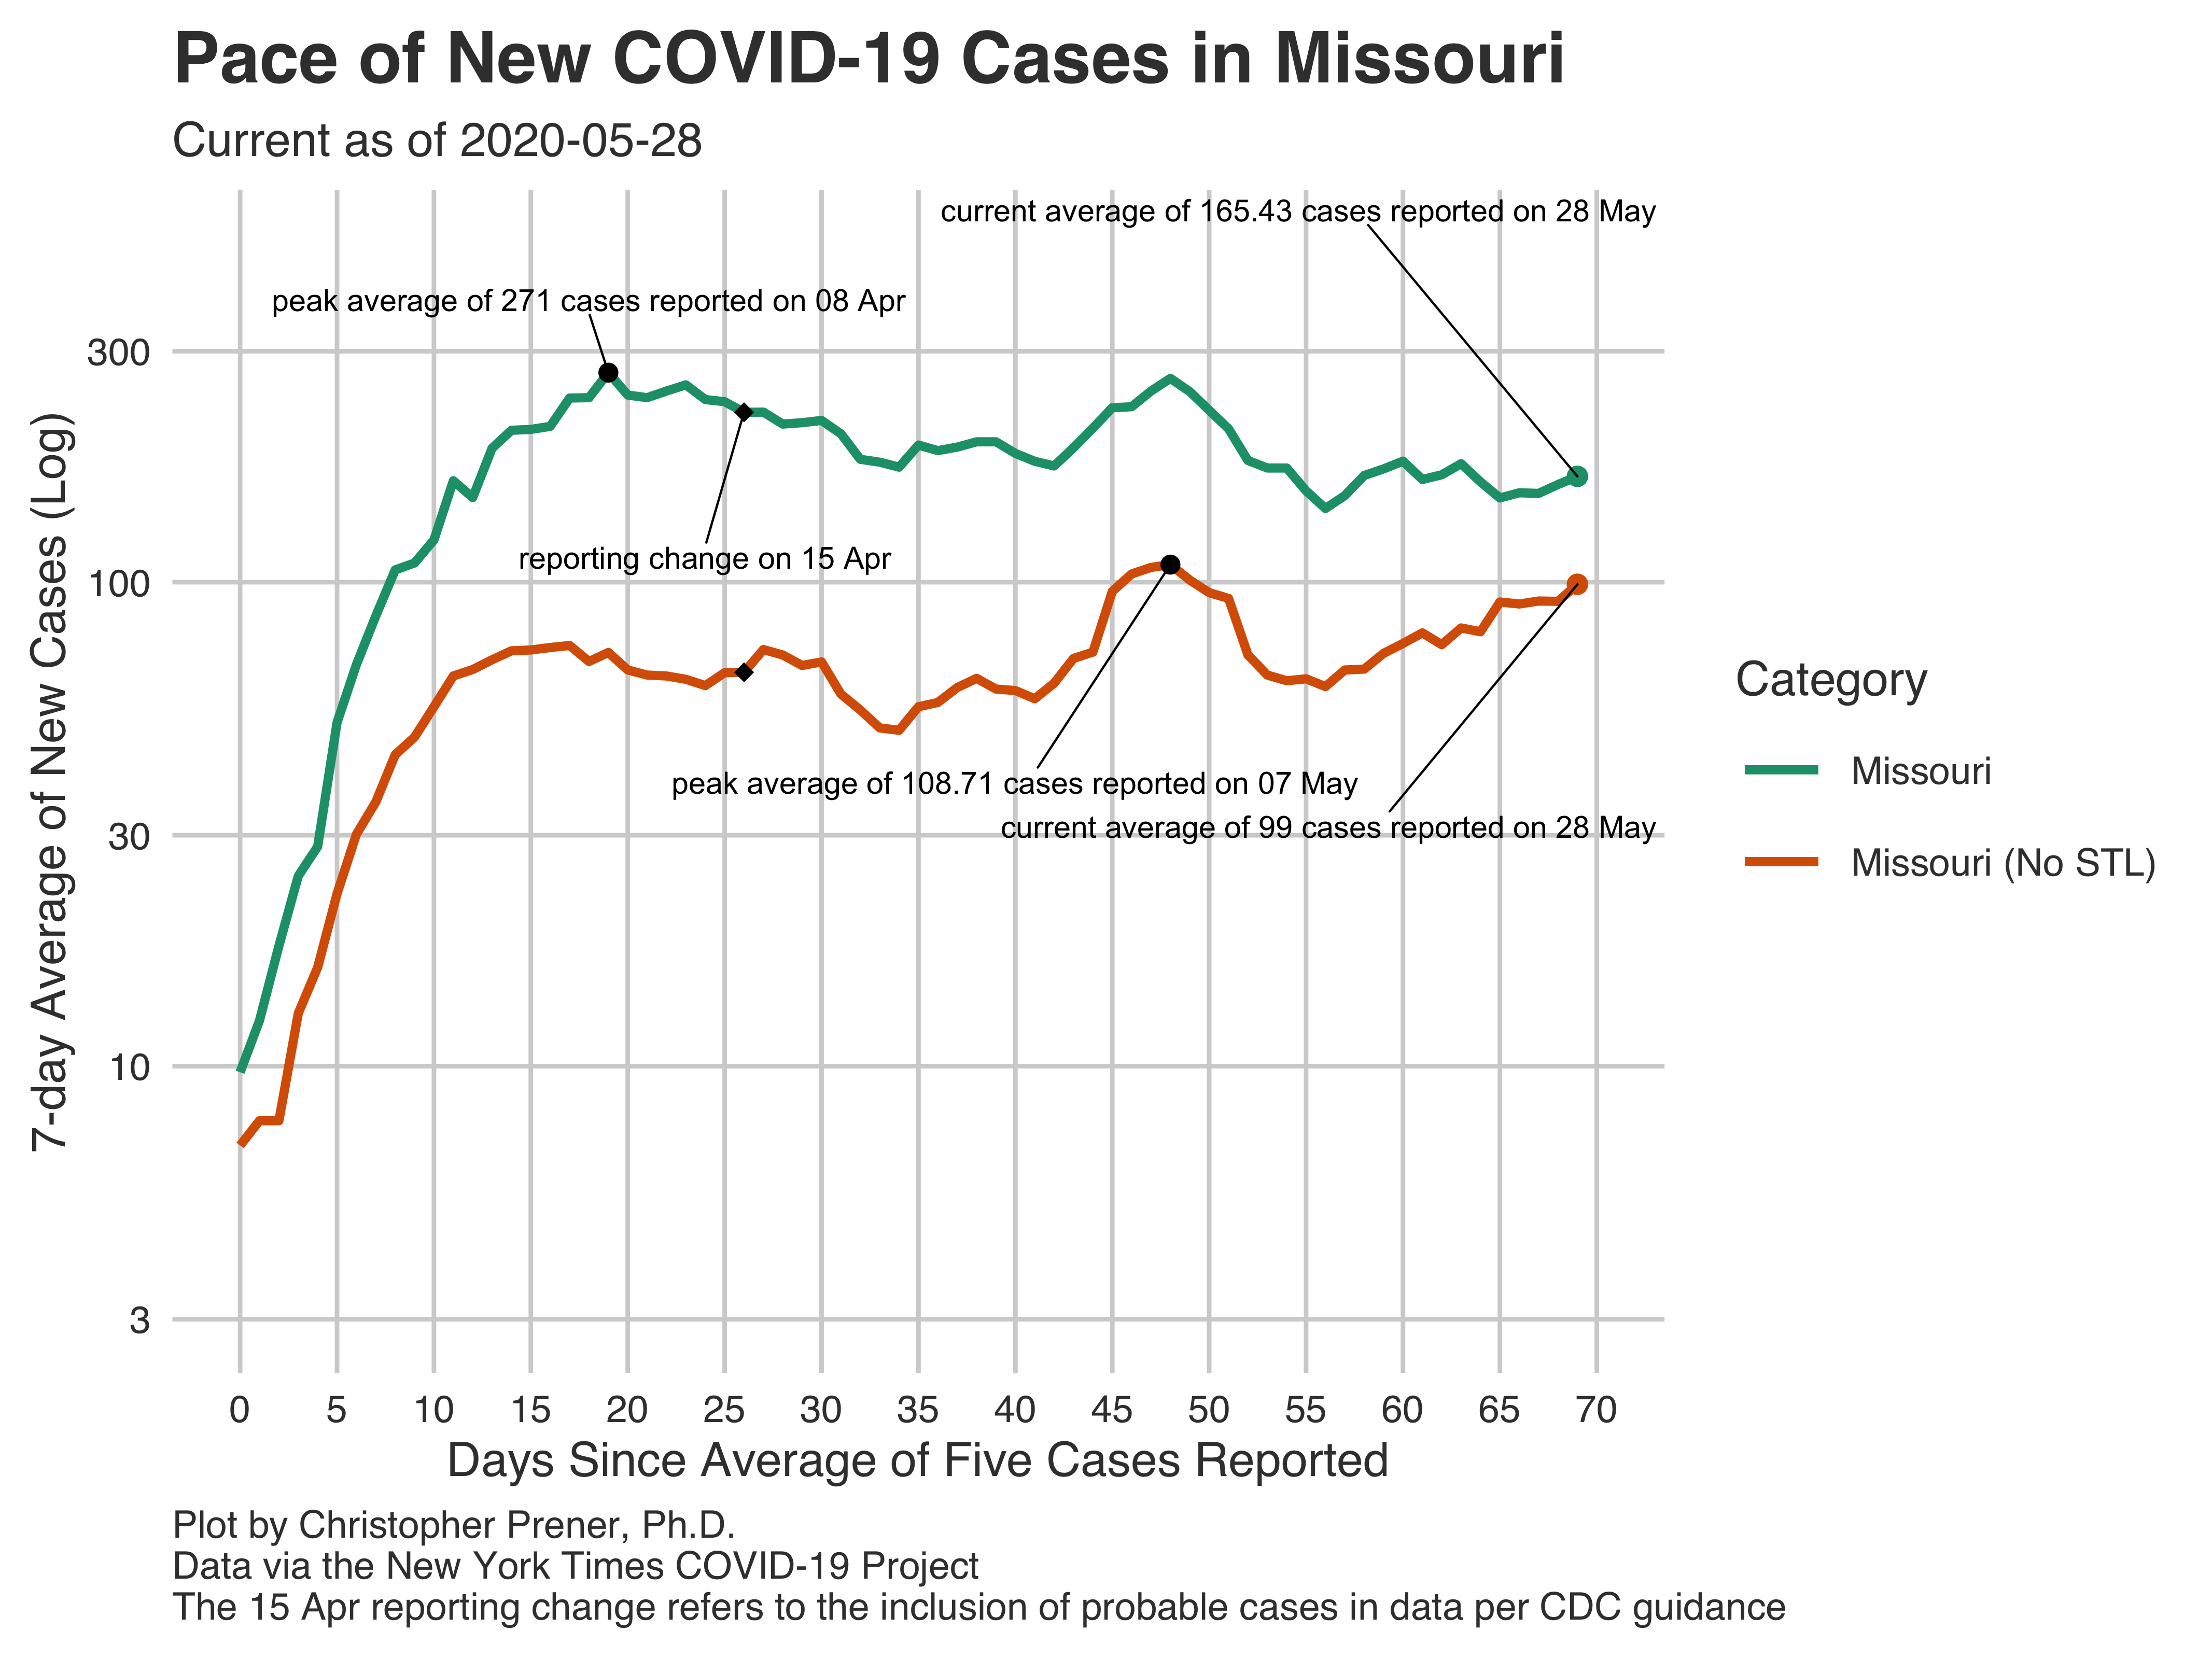 Pace of New COVID-19 Cases in Missouri
Current as of 2020-05-28
current average of 165.43 cases reported on 28 May
peak average of 271 cases reported on 08 Apr
reporting change on 15 Apr
peak average of 108.71 cases reported on 07 May
current average of 99 cases reported on 28 May
7-day Average of New Cases (Log)
300
100
30
10
3
0 5 10 15 20 25 30 35 40 45 50 55 60 65 70
Days Since Average of Five Cases Reported
Category
Missouri
Missouri (No STL)
Plot by Christopher Prener, Ph.D.
Data via the New York Times COVID-19 Project
The 15 Apr reporting change refers to the inclusion of probable cases in data per CDC guidance